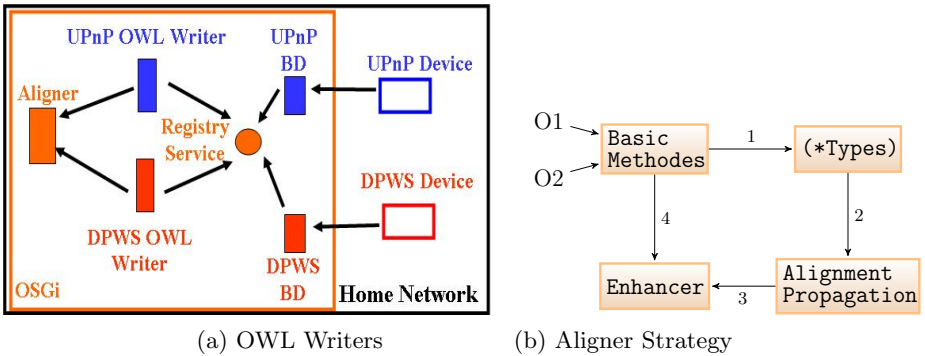 UPnP OWL Writer
UPnP
BD
UPnP Device
Aligner
Registry
Service
DPWS Device
DPWS OWL
Writer
DPWS
BD
OSGi
Home Network
(a) OWL Writers
O1
O2
Basic
Methodes
1
(*Types)
4
2
Enhancer
3
Alignment
Propagation
(b) Aligner Strategy